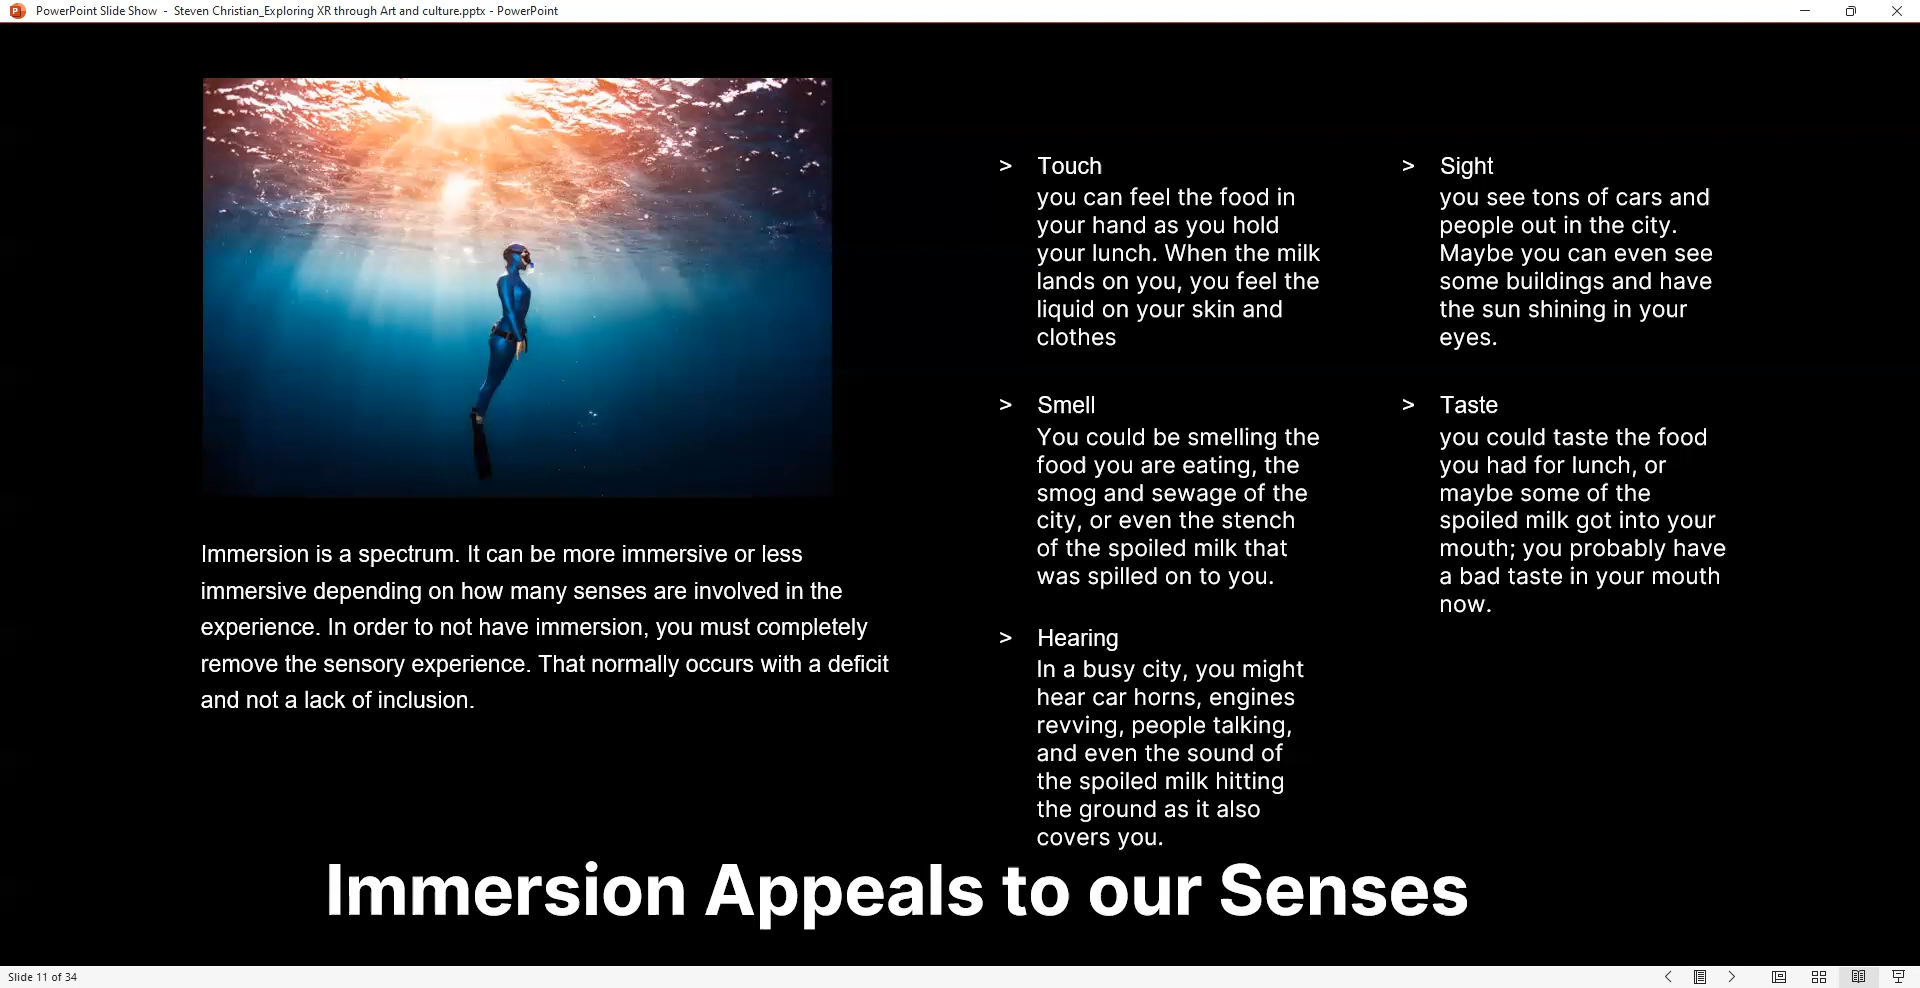 PowerPoint Slide Show - Steven Christian_Exploring XR through Art and culture.pptx - PowerPoint
Immersion is a spectrum. It can be more immersive or less
immersive depending on how many senses are involved in the
experience. In order to not have immersion, you must completely
remove the sensory experience. That normally occurs with a deficit
and not a lack of inclusion.
> Touch
you can feel the food in
your hand as you hold
your lunch. When the milk
lands on you, you feel the
liquid on your skin and
clothes
> Smell
You could be smelling the
food you are eating, the
smog and sewage of the
city, or even the stench
of the spoiled milk that
was spilled on to you.
> Hearing
In a busy city, you might
hear car horns, engines
revving, people talking,
and even the sound of
the spoiled milk hitting
the ground as it also
covers you.
> Sight
you see tons of cars and
people out in the city.
Maybe you can even see
some buildings and have
the sun shining in your
eyes.
> Taste
you could taste the food
you had for lunch, or
maybe some of the
spoiled milk got into your
mouth; you probably have
a bad taste in your mouth
now.
Immersion Appeals to our Senses
Slide 11 of 34